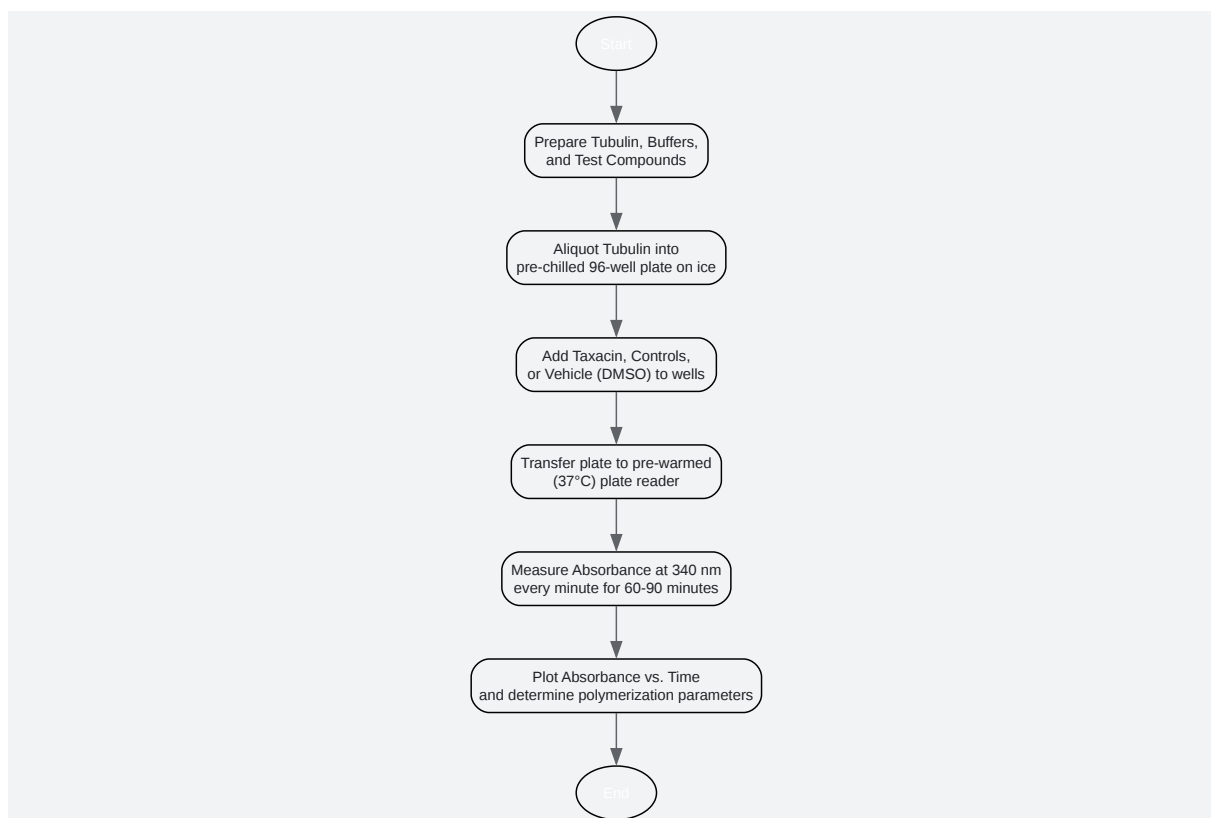 Start
Prepare Tubulin, Buffers,
and Test Compounds
Aliquot Tubulin into
pre-chilled 96-well plate on ice
Add Taxacin, Controls,
or Vehicle (DMSO) to wells
Transfer plate to pre-warmed
(37°C) plate reader
Measure Absorbance at 340 nm
every minute for 60-90 minutes
Plot Absorbance vs. Time
and determine polymerization parameters
End